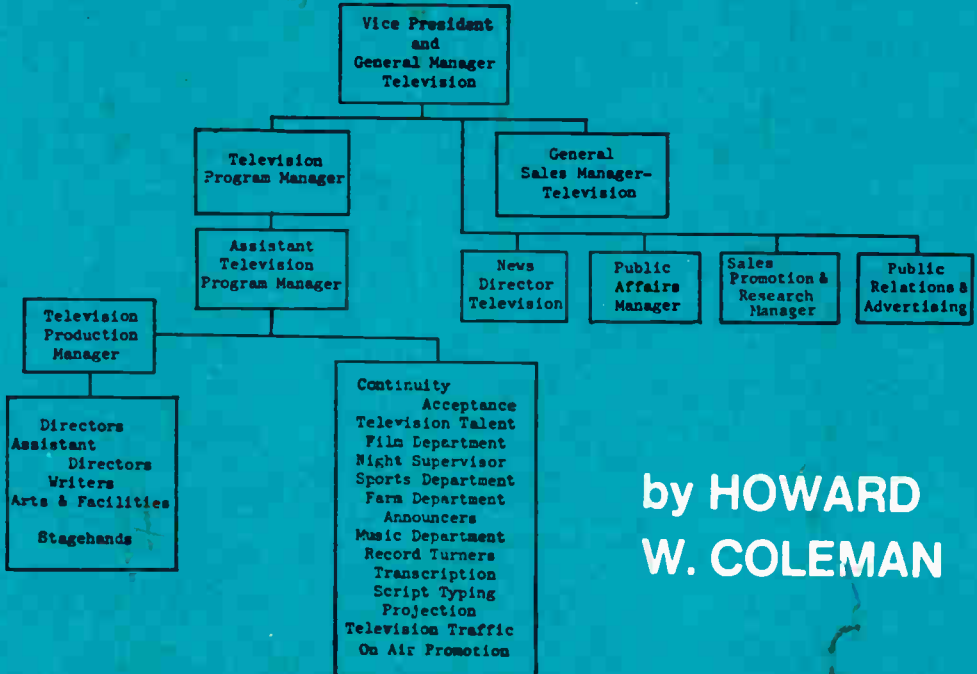 Vice President
and
General Manager
Television
Television
Program Manager
General
Sales Manager-
Television
Assistant
Television
Program Manager
News
Director
Television
Public
Affairs
Manager
Sales
Promotion &
Research
Manager
Public
Relations &
Advertising
Television
Production
Manager
Directors
Assistant
Directors
Writers
Arts & Facilities
Stagehands
Continuity
Acceptance
Television Talent
Film Department
Night Supervisor
Sports Department
Farm Department
Announcers
Music Department
Record Turners
Transcription
Script Typing
Projection
Television Traffic
On Air Promotion
by HOWARD
W. COLEMAN